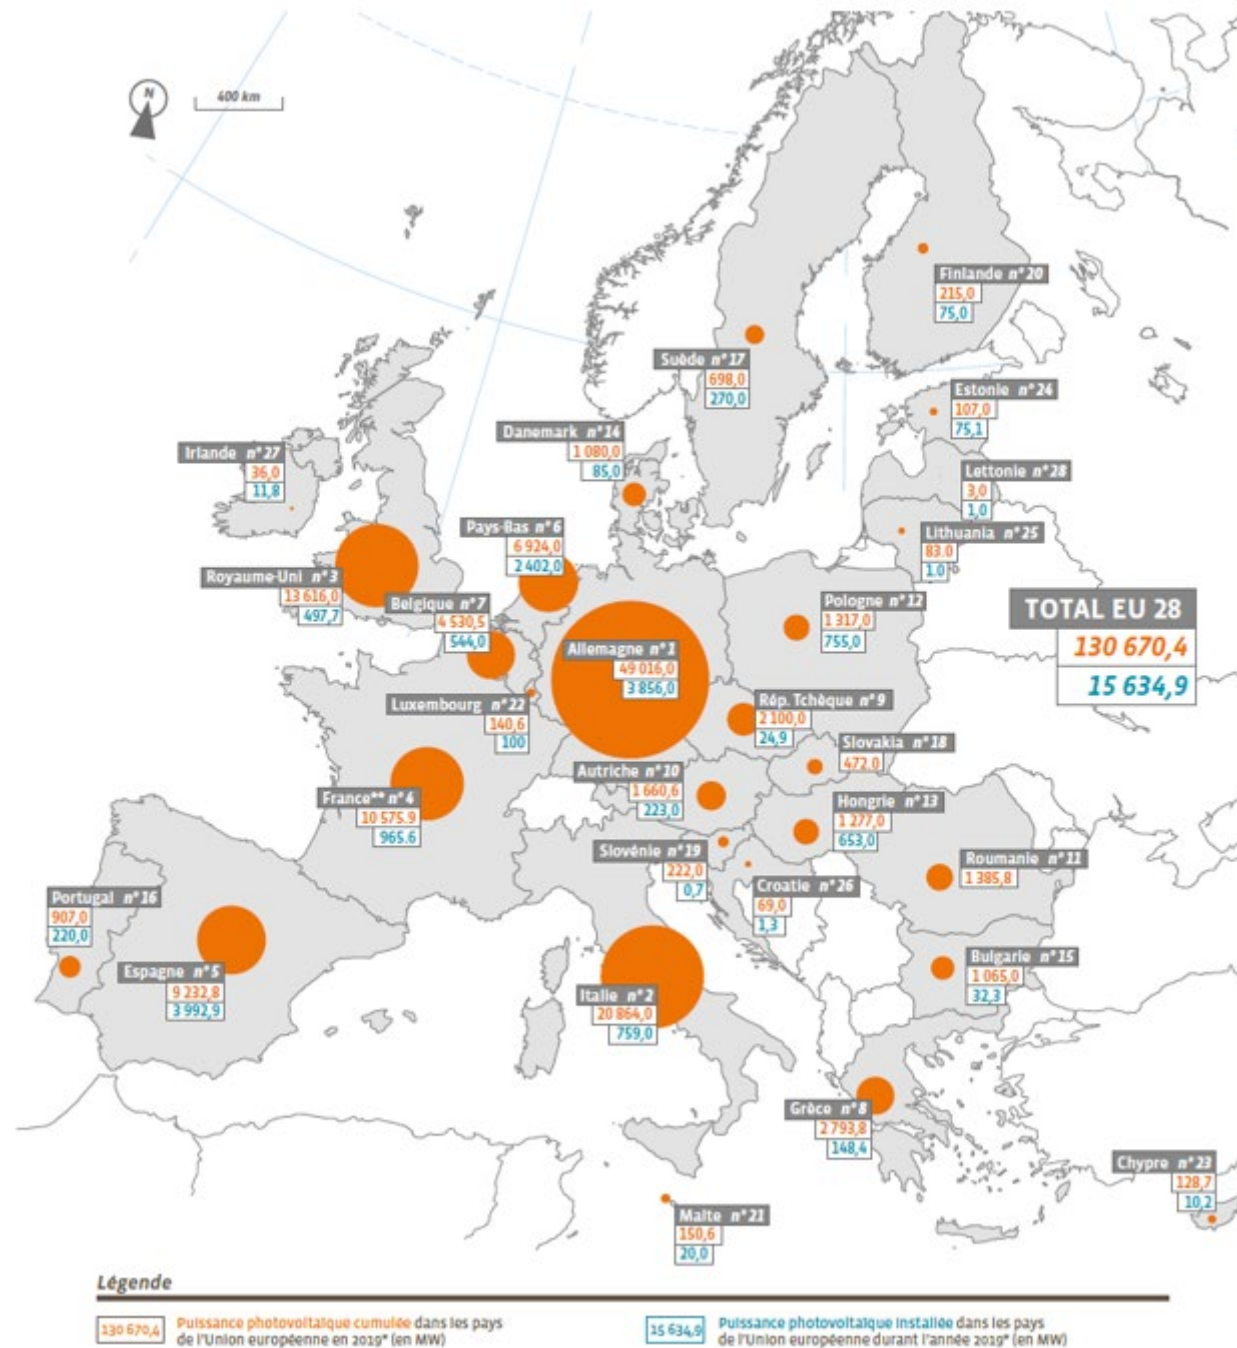 N
400 km
Finlande n°20
215,0
75,0
Suède n°17
698,0
270,0
Estonie n°24
107,0
75,1
Danemark n°14
1 080,0
85,0
Irlande n°27
36,0
11,8
Lettonie n°28
3,0
1,0
Pays-Bas n°6
6 924,0
2 402,0
Lithuania n°25
83.0
1.0
Royaume-Uni n°3
13 616,0
497,7
Belgique n°7
4 530,5
544,0
Pologne n°12
1 317,0
755,0
TOTAL EU 28
130 670,4
15 634,9
Allemagne n°1
49 016,0
3 856,0
Luxembourg n°22
140,6
100
Rép. Tchèque n°9
2 100,0
24,9
Slovakia n°18
472.0
Autriche n°10
1 660,6
223,0
France** n°4
10 575.9
965.6
Hongrie n°13
1 277,0
653,0
Slovénie n°19
222,0
0,7
Croatie n°26
69,0
1,3
Roumanie n°11
1 385,8
Portugal n°16
907,0
220,0
Espagne n°5
9 232,8
3 992,9
Bulgarie n°15
1 065,0
32,3
Italie n°2
20 864,0
759,0
Grèce n°8
2 793,8
148,4
Chypre n°23
128,7
10,2
Malte n°21
150,6
20,0
Légende
130 670,4
Puissance photovoltaïque cumulée dans les pays
de l'Union européenne en 2019* (en MW)
15 634,9
Puissance photovoltaïque installée dans les pays
de l'Union européenne durant l'année 2019* (en MW)